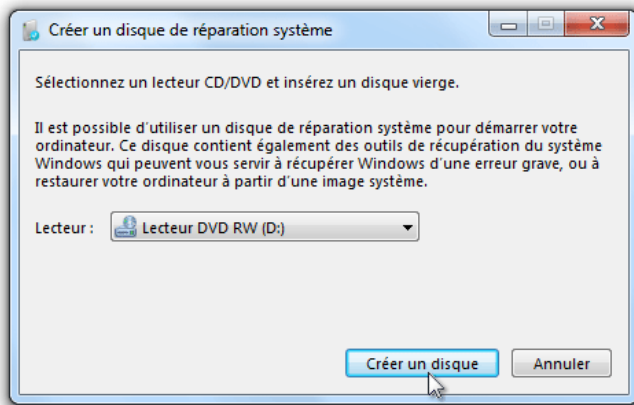 Créer un disque de réparation système
Sélectionnez un lecteur CD/DVD et insérez un disque vierge.
Il est possible d'utiliser un disque de réparation système pour démarrer votre
ordinateur. Ce disque contient également des outils de récupération du système
Windows qui peuvent vous servir à récupérer Windows d'une erreur grave, ou à
restaurer votre ordinateur à partir d'une image système.
Lecteur : Lecteur DVD RW (D:)
Créer un disque Annuler